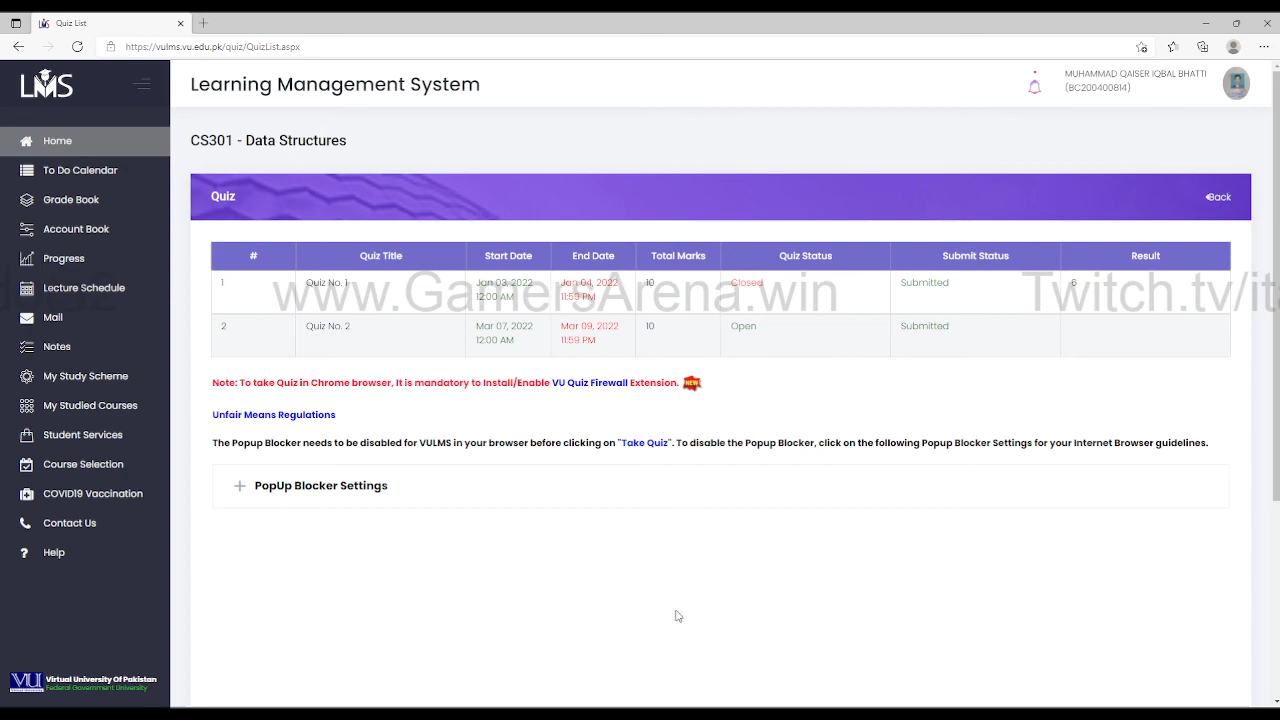 Quiz List
https://vulms.vu.edu.pk/quiz/QuizList.aspx
LMS
Learning Management System
MUHAMMAD QAISER IQBAL BHATTI
(BC200400814)
Home
To Do Calendar
Grade Book
Account Book
Progress
Lecture Schedule
Mail
Notes
My Study Scheme
My Studied Courses
Student Services
Course Selection
COVID19 Vaccination
Contact Us
Help
VU Virtual University Of Pakistan
Federal Government University
CS301 - Data Structures
Quiz
Back
# Quiz Title Start Date End Date Total Marks Quiz Status Submit Status Result
1 Quiz No. 1 Jan 03, 2022 Jan 04, 2022 10 Closed Submitted 6
12:00 AM 11:59 PM
2 Quiz No. 2 Mar 07, 2022 Mar 09, 2022 10 Open Submitted
12:00 AM 11:59 PM
www.GamersArena.win
Twitch.tv/it
Note: To take Quiz in Chrome browser, It is mandatory to Install/Enable VU Quiz Firewall Extension. NEW
Unfair Means Regulations
The Popup Blocker needs to be disabled for VULMS in your browser before clicking on "Take Quiz". To disable the Popup Blocker, click on the following Popup Blocker Settings for your Internet Browser guidelines.
PopUp Blocker Settings